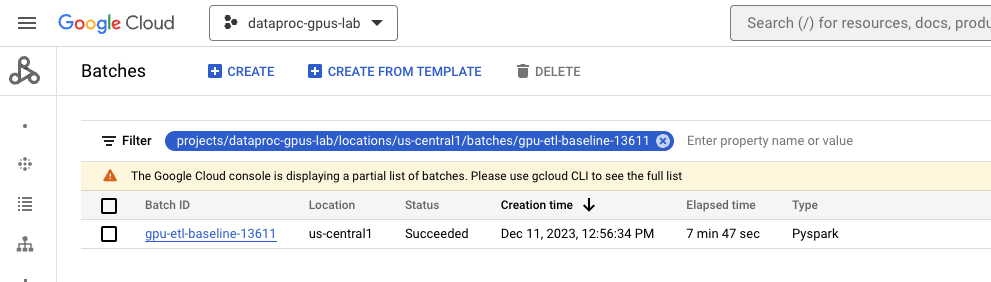 Google Cloud
dataproc-gpus-lab
Search (/) for resources, docs, produ
Batches
CREATE
CREATE FROM TEMPLATE
DELETE
Filter
projects/dataproc-gpus-lab/locations/us-central1/batches/gpu-etl-baseline-13611
Enter property name or value
The Google Cloud console is displaying a partial list of batches. Please use gcloud CLI to see the full list
Batch ID Location Status Creation time Elapsed time Type
gpu-etl-baseline-13611 us-central1 Succeeded Dec 11, 2023, 12:56:34 PM 7 min 47 sec Pyspark